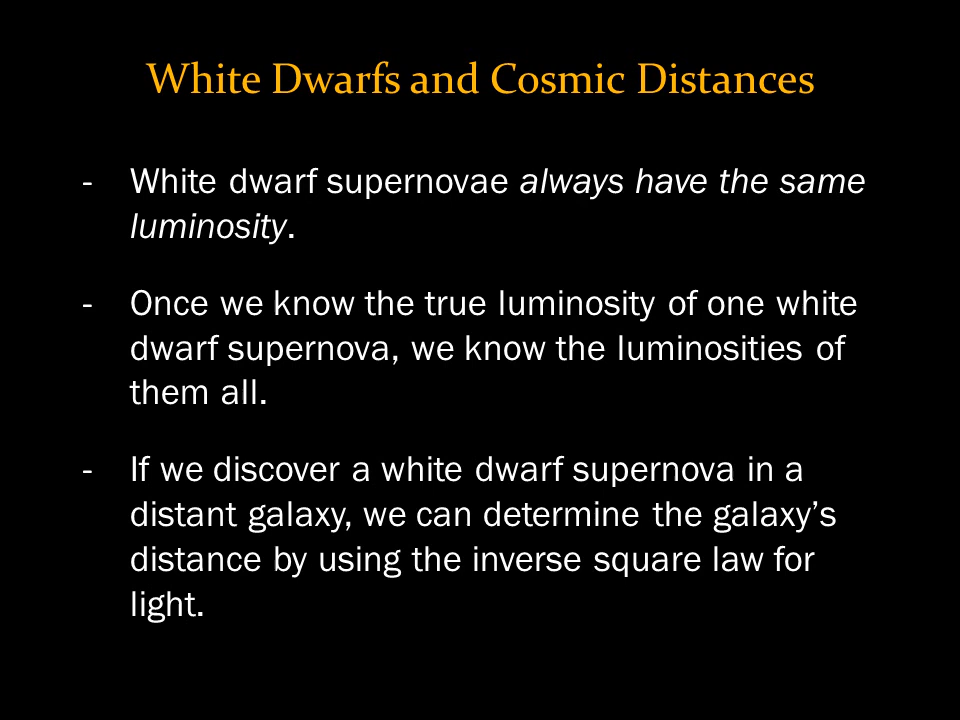 White Dwarfs and Cosmic Distances
- White dwarf supernovae always have the same
luminosity.
- Once we know the true luminosity of one white
dwarf supernova, we know the luminosities of
them all.
- If we discover a white dwarf supernova in a
distant galaxy, we can determine the galaxy’s
distance by using the inverse square law for
light.